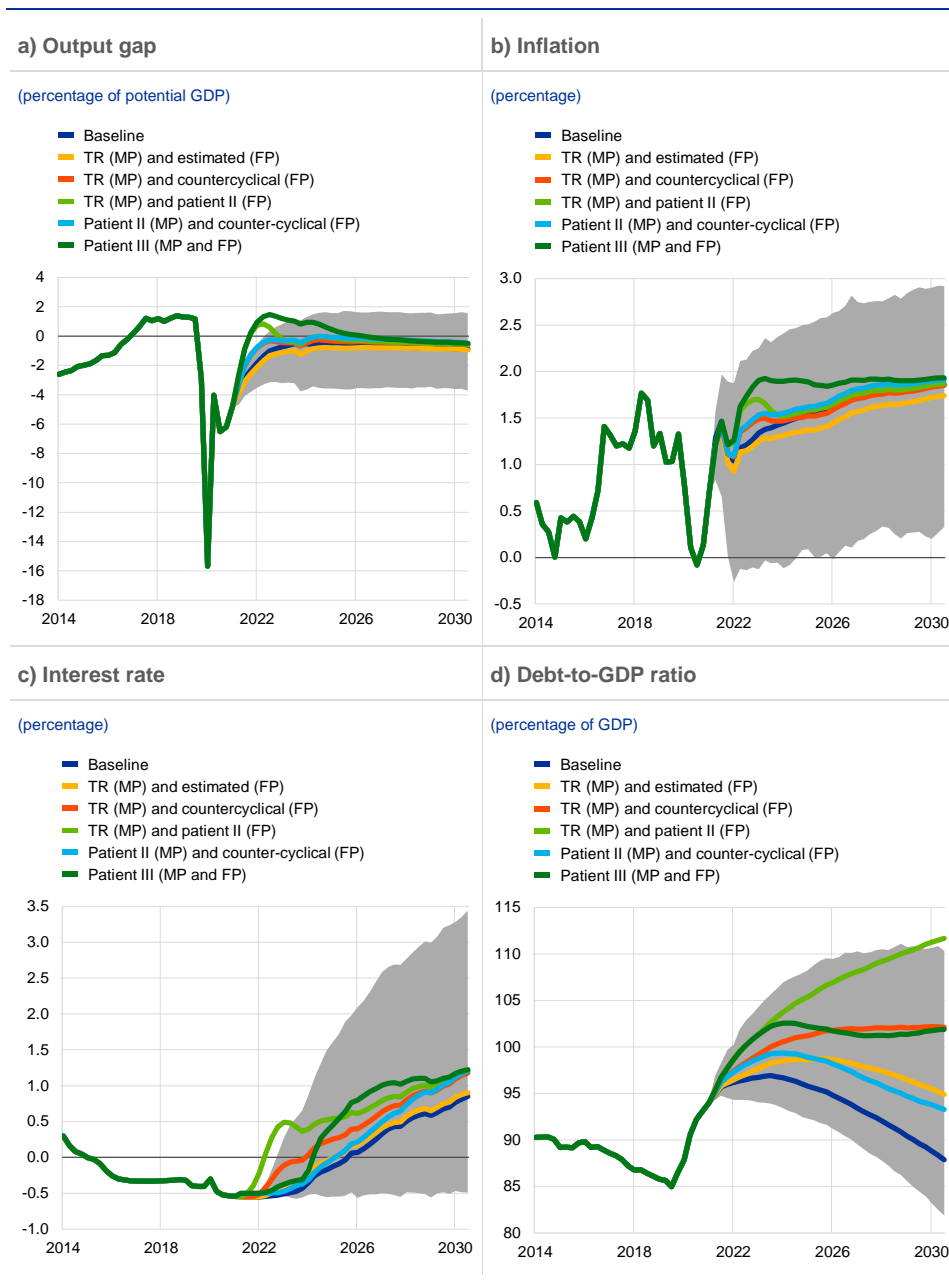 a) Output gap
(percentage of potential GDP)
Baseline
TR (MP) and estimated (FP)
TR (MP) and countercyclical (FP)
TR (MP) and patient II (FP)
Patient II (MP) and counter-cyclical (FP)
Patient III (MP and FP)
4
2
0
-2
-4
-6
-8
-10
-12
-14
-16
-18
2014 2018 2022 2026 2030
b) Inflation
(percentage)
Baseline
TR (MP) and estimated (FP)
TR (MP) and countercyclical (FP)
TR (MP) and patient II (FP)
Patient II (MP) and counter-cyclical (FP)
Patient III (MP and FP)
3.0
2.5
2.0
1.5
1.0
0.5
0.0
-0.5
2014 2018 2022 2026 2030
c) Interest rate
(percentage)
Baseline
TR (MP) and estimated (FP)
TR (MP) and countercyclical (FP)
TR (MP) and patient II (FP)
Patient II (MP) and counter-cyclical (FP)
Patient III (MP and FP)
3.5
3.0
2.5
2.0
1.5
1.0
0.5
0.0
-0.5
-1.0
2014 2018 2022 2026 2030
d) Debt-to-GDP ratio
(percentage of GDP)
Baseline
TR (MP) and estimated (FP)
TR (MP) and countercyclical (FP)
TR (MP) and patient II (FP)
Patient II (MP) and counter-cyclical (FP)
Patient III (MP and FP)
115
110
105
100
95
90
85
80
2014 2018 2022 2026 2030